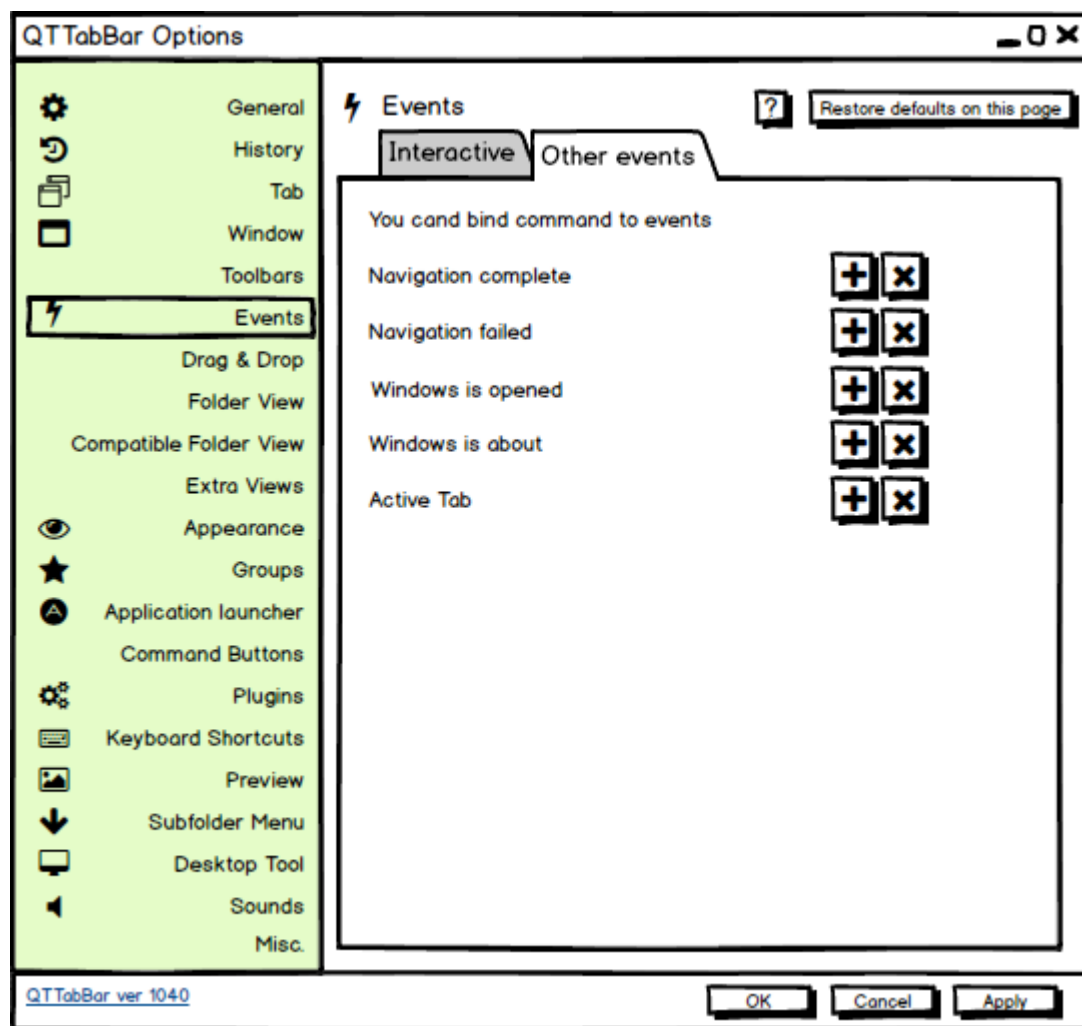 QTTabBar Options
General
History
Tab
Window
Toolbars
Events
Drag & Drop
Folder View
Compatible Folder View
Extra Views
Appearance
Groups
Application launcher
Command Buttons
Plugins
Keyboard Shortcuts
Preview
Subfolder Menu
Desktop Tool
Sounds
Misc.
Events
?
Restore defaults on this page
Interactive
Other events
You cand bind command to events
Navigation complete
Navigation failed
Windows is opened
Windows is about
Active Tab
QTTabBar ver 1040
OK
Cancel
Apply